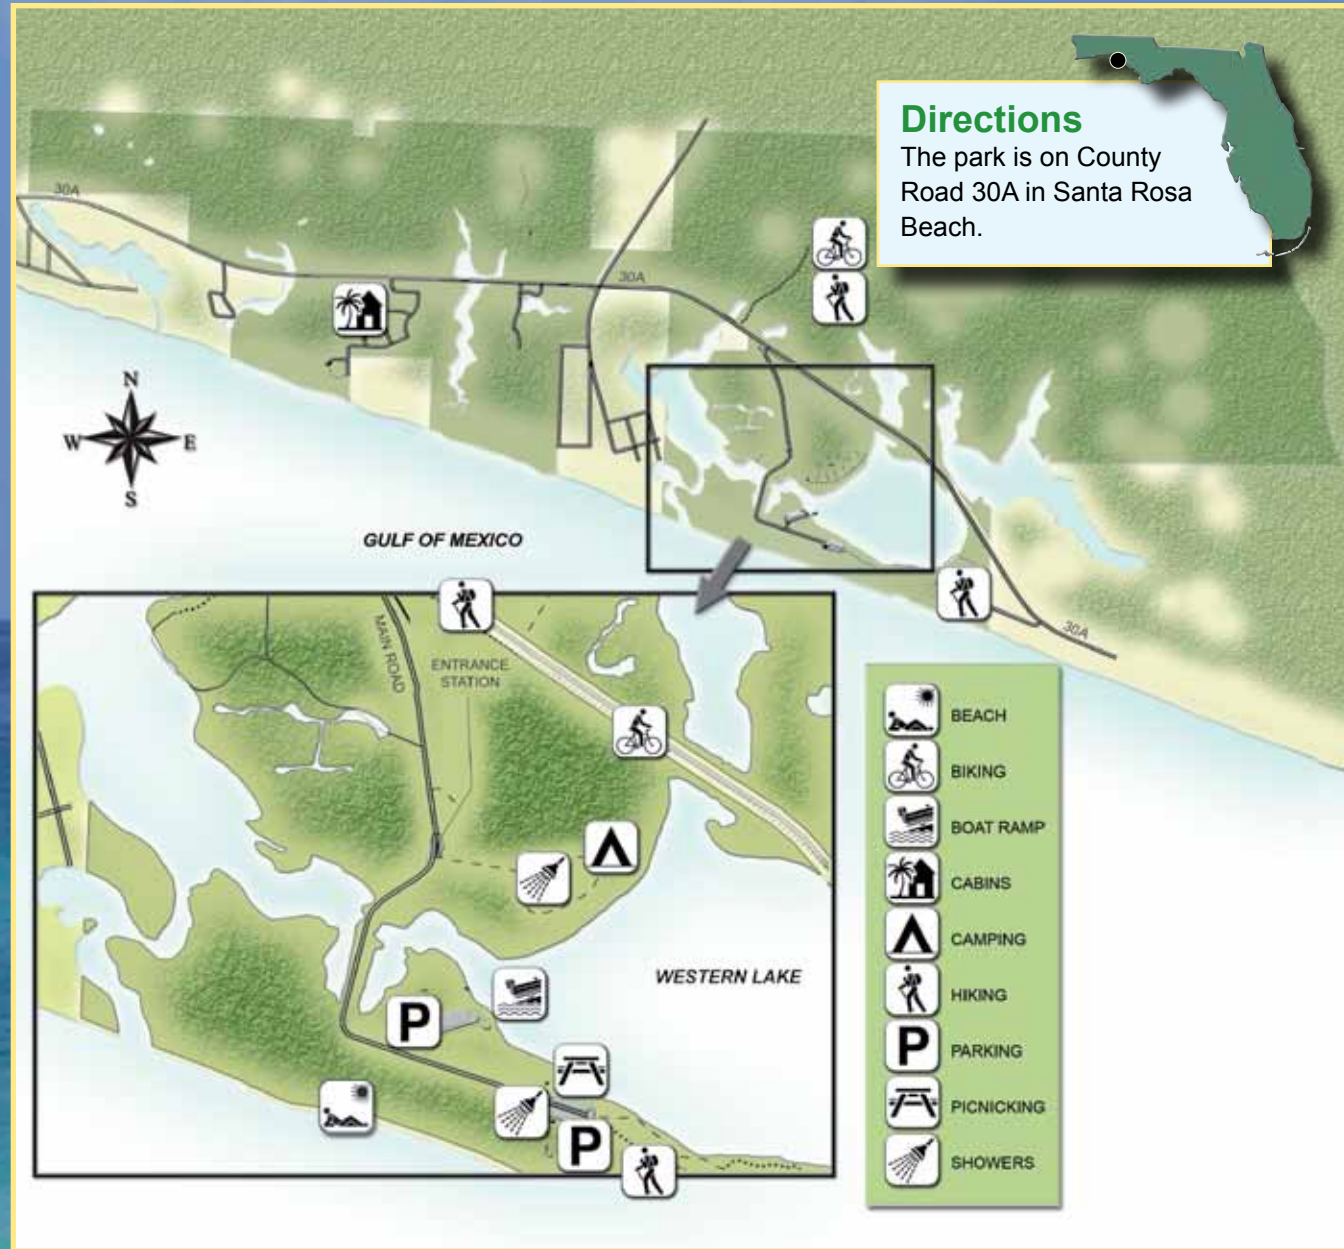 Directions
The park is on County
Road 30A in Santa Rosa
Beach.
30A
30A
N
W E
S
GULF OF MEXICO
30A
MAIN ROAD
ENTRANCE
STATION
WESTERN LAKE
P
P
BEACH
BIKING
BOAT RAMP
CABINS
CAMPING
HIKING
P PARKING
PICNICKING
SHOWERS